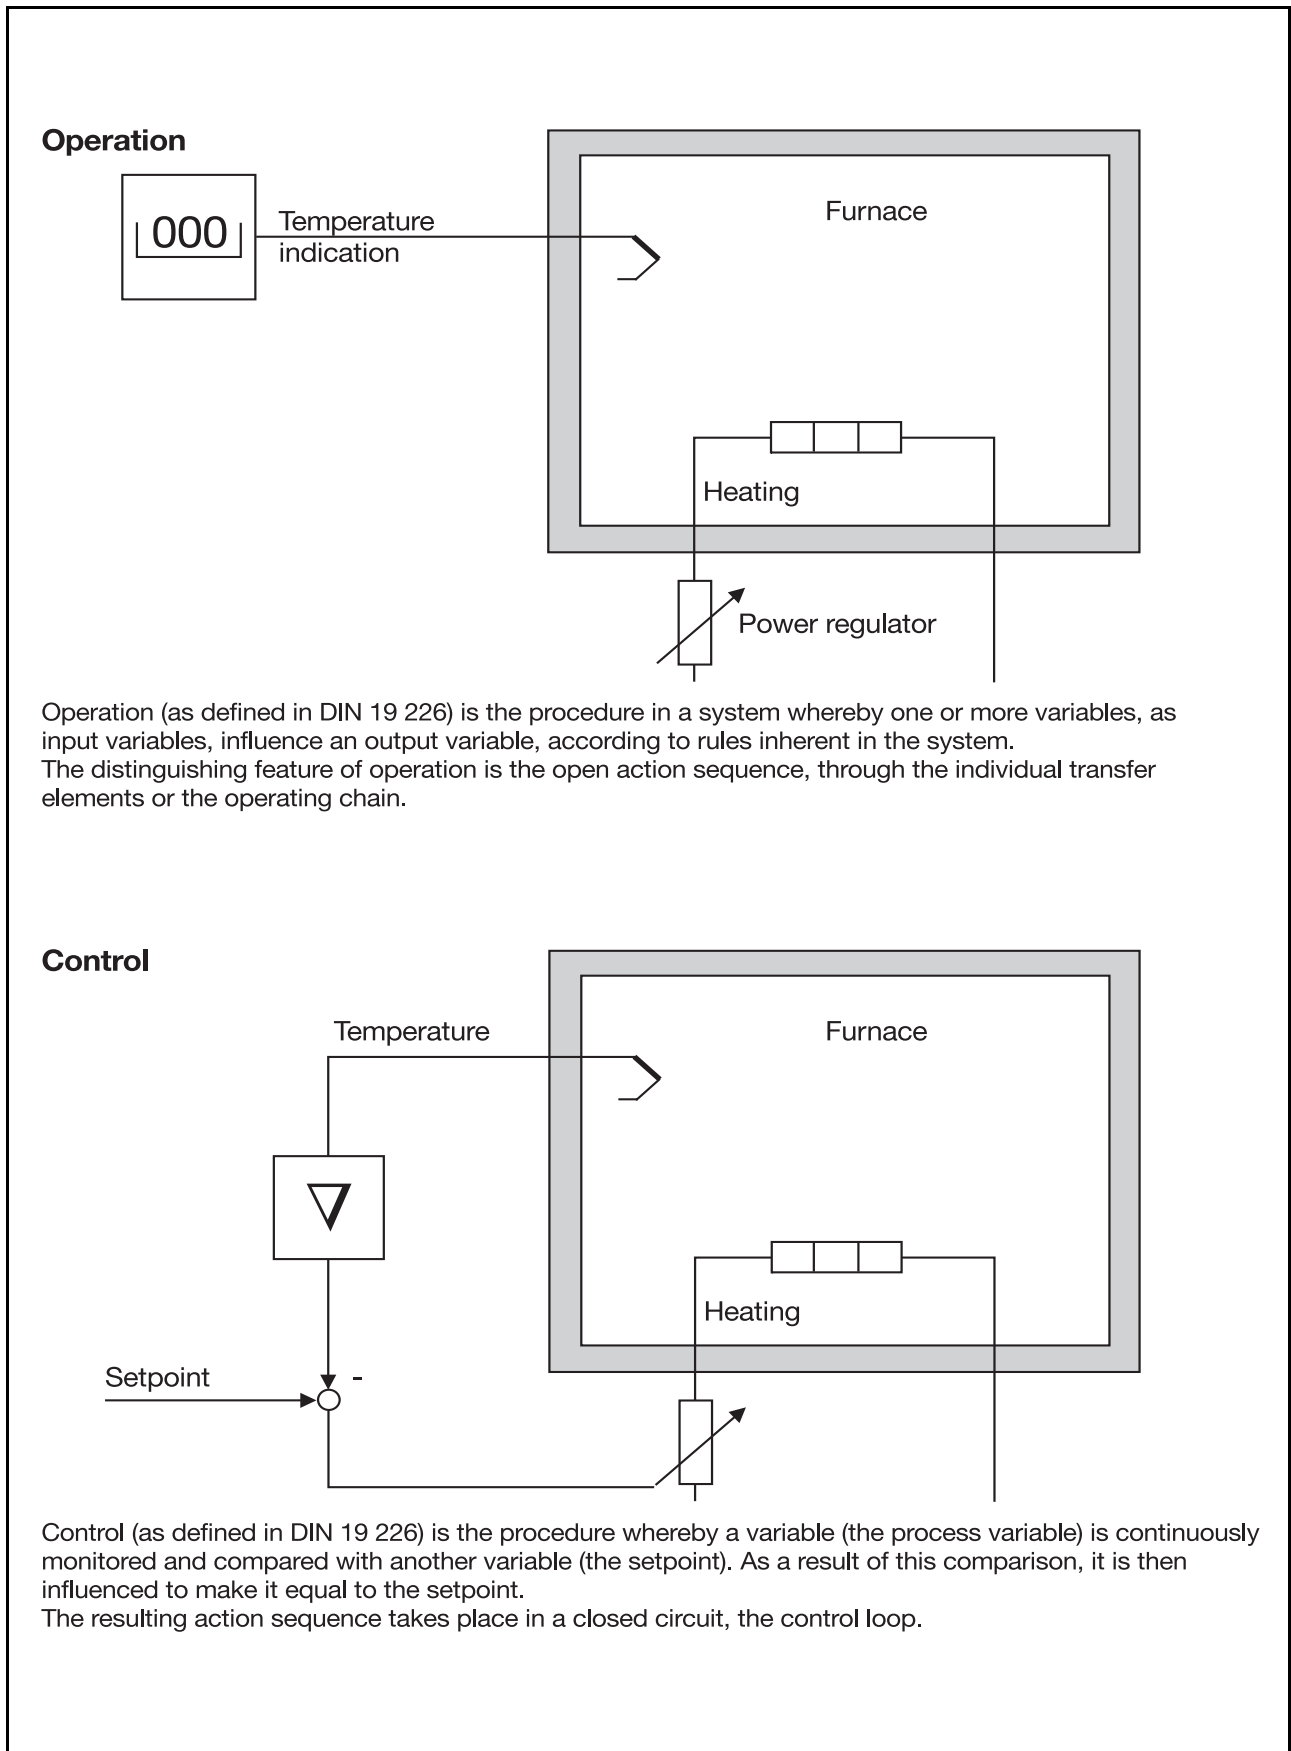 Operation
000
Temperature
indication
Furnace
Heating
Power regulator
Operation (as defined in DIN 19 226) is the procedure in a system whereby one or more variables, as
input variables, influence an output variable, according to rules inherent in the system.
The distinguishing feature of operation is the open action sequence, through the individual transfer
elements or the operating chain.
Control
Temperature
Furnace
Heating
Setpoint
-
Control (as defined in DIN 19 226) is the procedure whereby a variable (the process variable) is continuously
monitored and compared with another variable (the setpoint). As a result of this comparison, it is then
influenced to make it equal to the setpoint.
The resulting action sequence takes place in a closed circuit, the control loop.